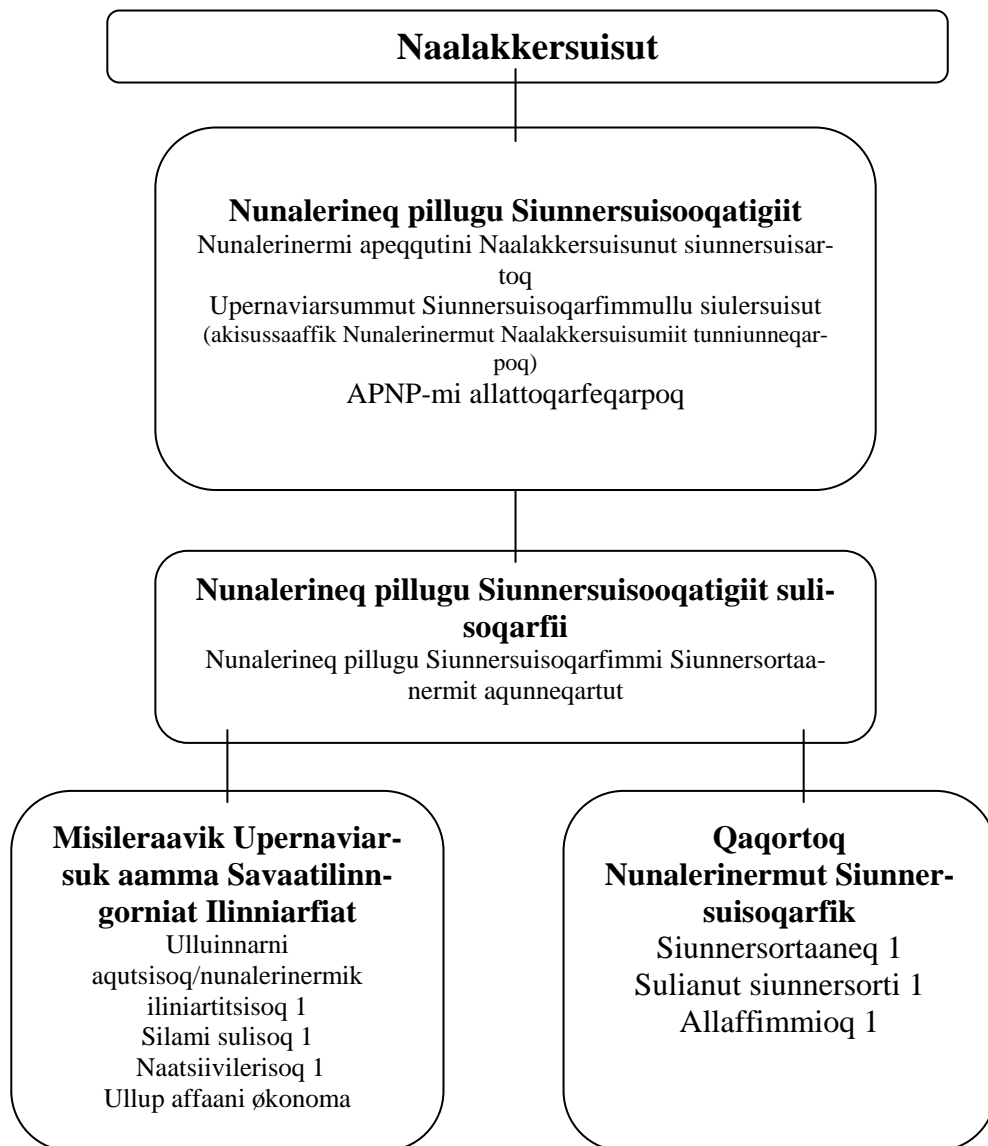 Naalakkersuisut
Nunalerineq pillugu Siunnersuisooqatigiit
Nunalerinermi apeqqutini Naalakkersuisunut siunnersuisar-
toq
Upernaviarsummut Siunnersuisoqarfimmullu siulersuisut
(akisussaaffik Nunalerinermut Naalakkersuisumiit tunniunneqar-
poq)
APNP-mi allattoqarfeqarpoq
Nunalerineq pillugu Siunnersuisooqatigiit suli-
soqarfii
Nunalerineq pillugu Siunnersuisoqarfimmi Siunnersortaa-
nermit aqunneqartut
Misileraavik Upernaviar-
suk aamma Savaatilinn-
gorniat Ilinniarfiat
Ulluinnarni
aqutsisoq/nunalerinermik
iliniartitsisoq 1
Silami sulisoq 1
Naatsiivilerisoq 1
Ullup affaani økonoma
Qaqortoq
Nunalerinermut Siunner-
suisoqarfik
Siunnersortaaneq 1
Sulianut siunnersorti 1
Allaffimmioq 1